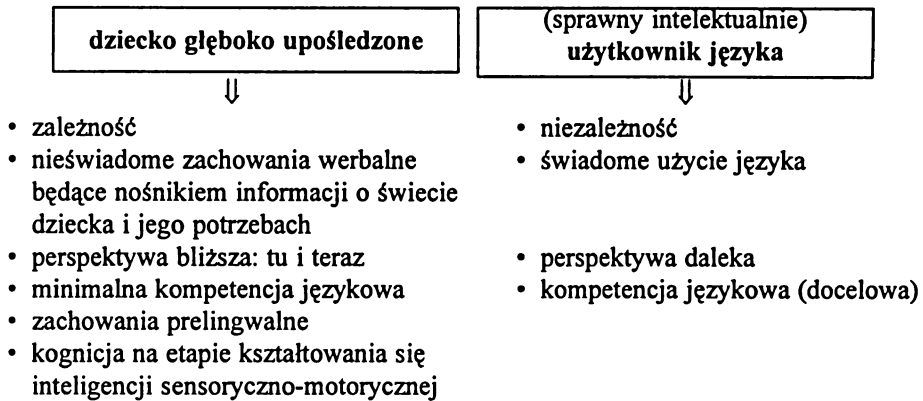 dziecko głęboko upośledzone
⇓
• zależność
• nieświadome zachowania werbalne
będące nośnikiem informacji o świecie
dziecka i jego potrzebach
• perspektywa bliższa: tu i teraz
• minimalna kompetencja językowa
• zachowania prelingwalne
• kognicja na etapie kształtowania się
inteligencji sensoryczno-motorycznej
(sprawny intelektualnie)
użytkownik języka
⇓
• niezależność
• świadome użycie języka
• perspektywa daleka
• kompetencja językowa (docelowa)